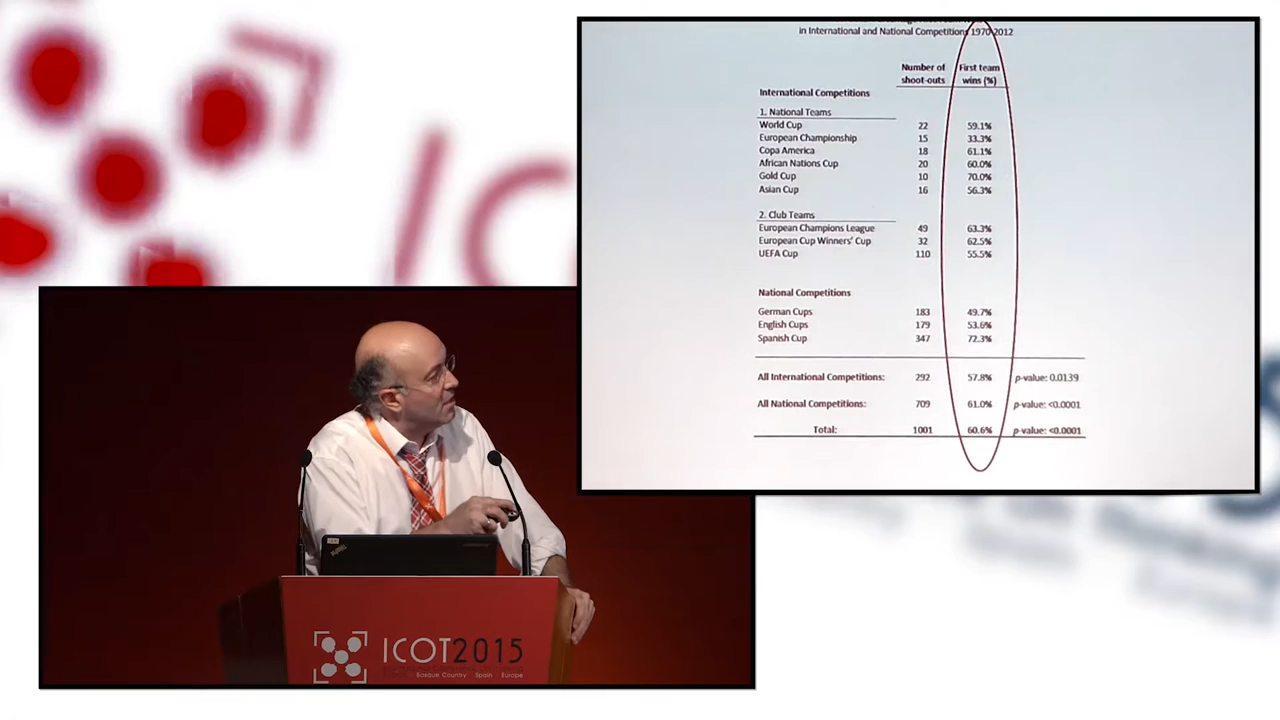 in International and National Competitions 1970-2012
Number of shoot-outs First team wins (%)
International Competitions
1. National Teams
World Cup 22 59.1%
European Championship 15 33.3%
Copa America 18 61.1%
African Nations Cup 20 60.0%
Gold Cup 10 70.0%
Asian Cup 16 56.3%
2. Club Teams
European Champions League 49 63.3%
European Cup Winners' Cup 32 62.5%
UEFA Cup 110 55.5%
National Competitions
German Cups 183 49.7%
English Cups 179 53.6%
Spanish Cup 347 72.3%
All International Competitions: 292 57.8% p-value: 0.0139
All National Competitions: 709 61.0% p-value: <0.0001
Total: 1001 60.6% p-value: <0.0001
IC
ICOT2015
Basque Country Spain Europe